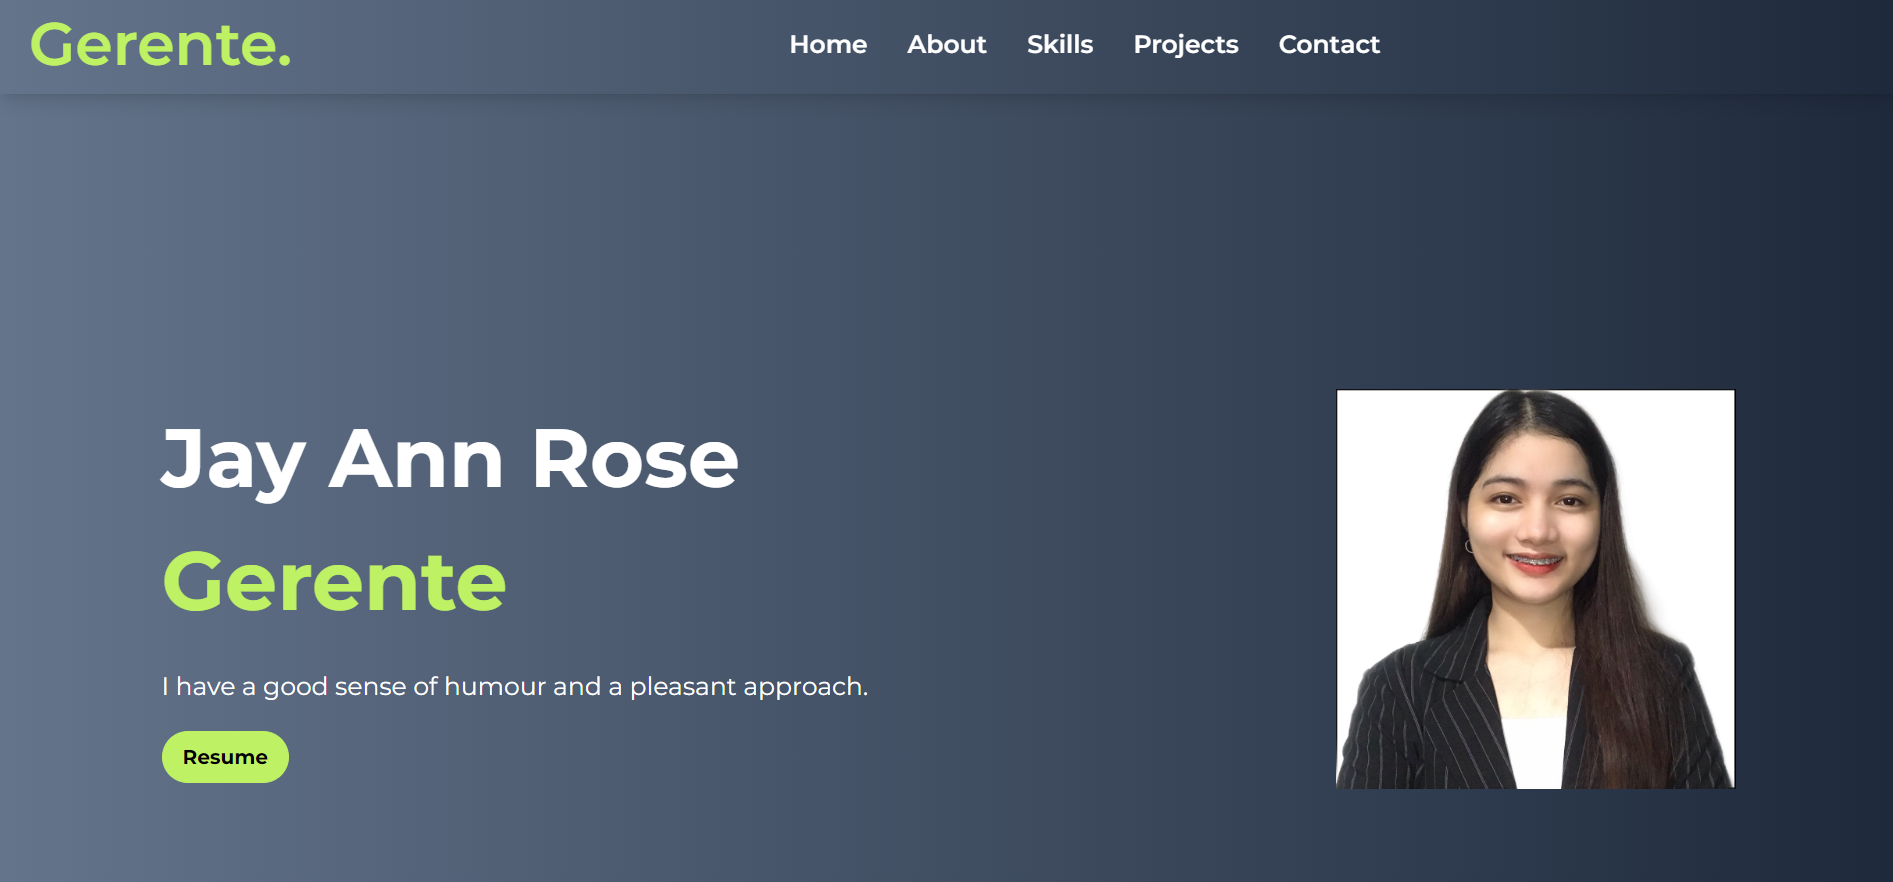 Gerente.
Home About Skills Projects Contact
Jay Ann Rose
Gerente
I have a good sense of humour and a pleasant approach.
Resume